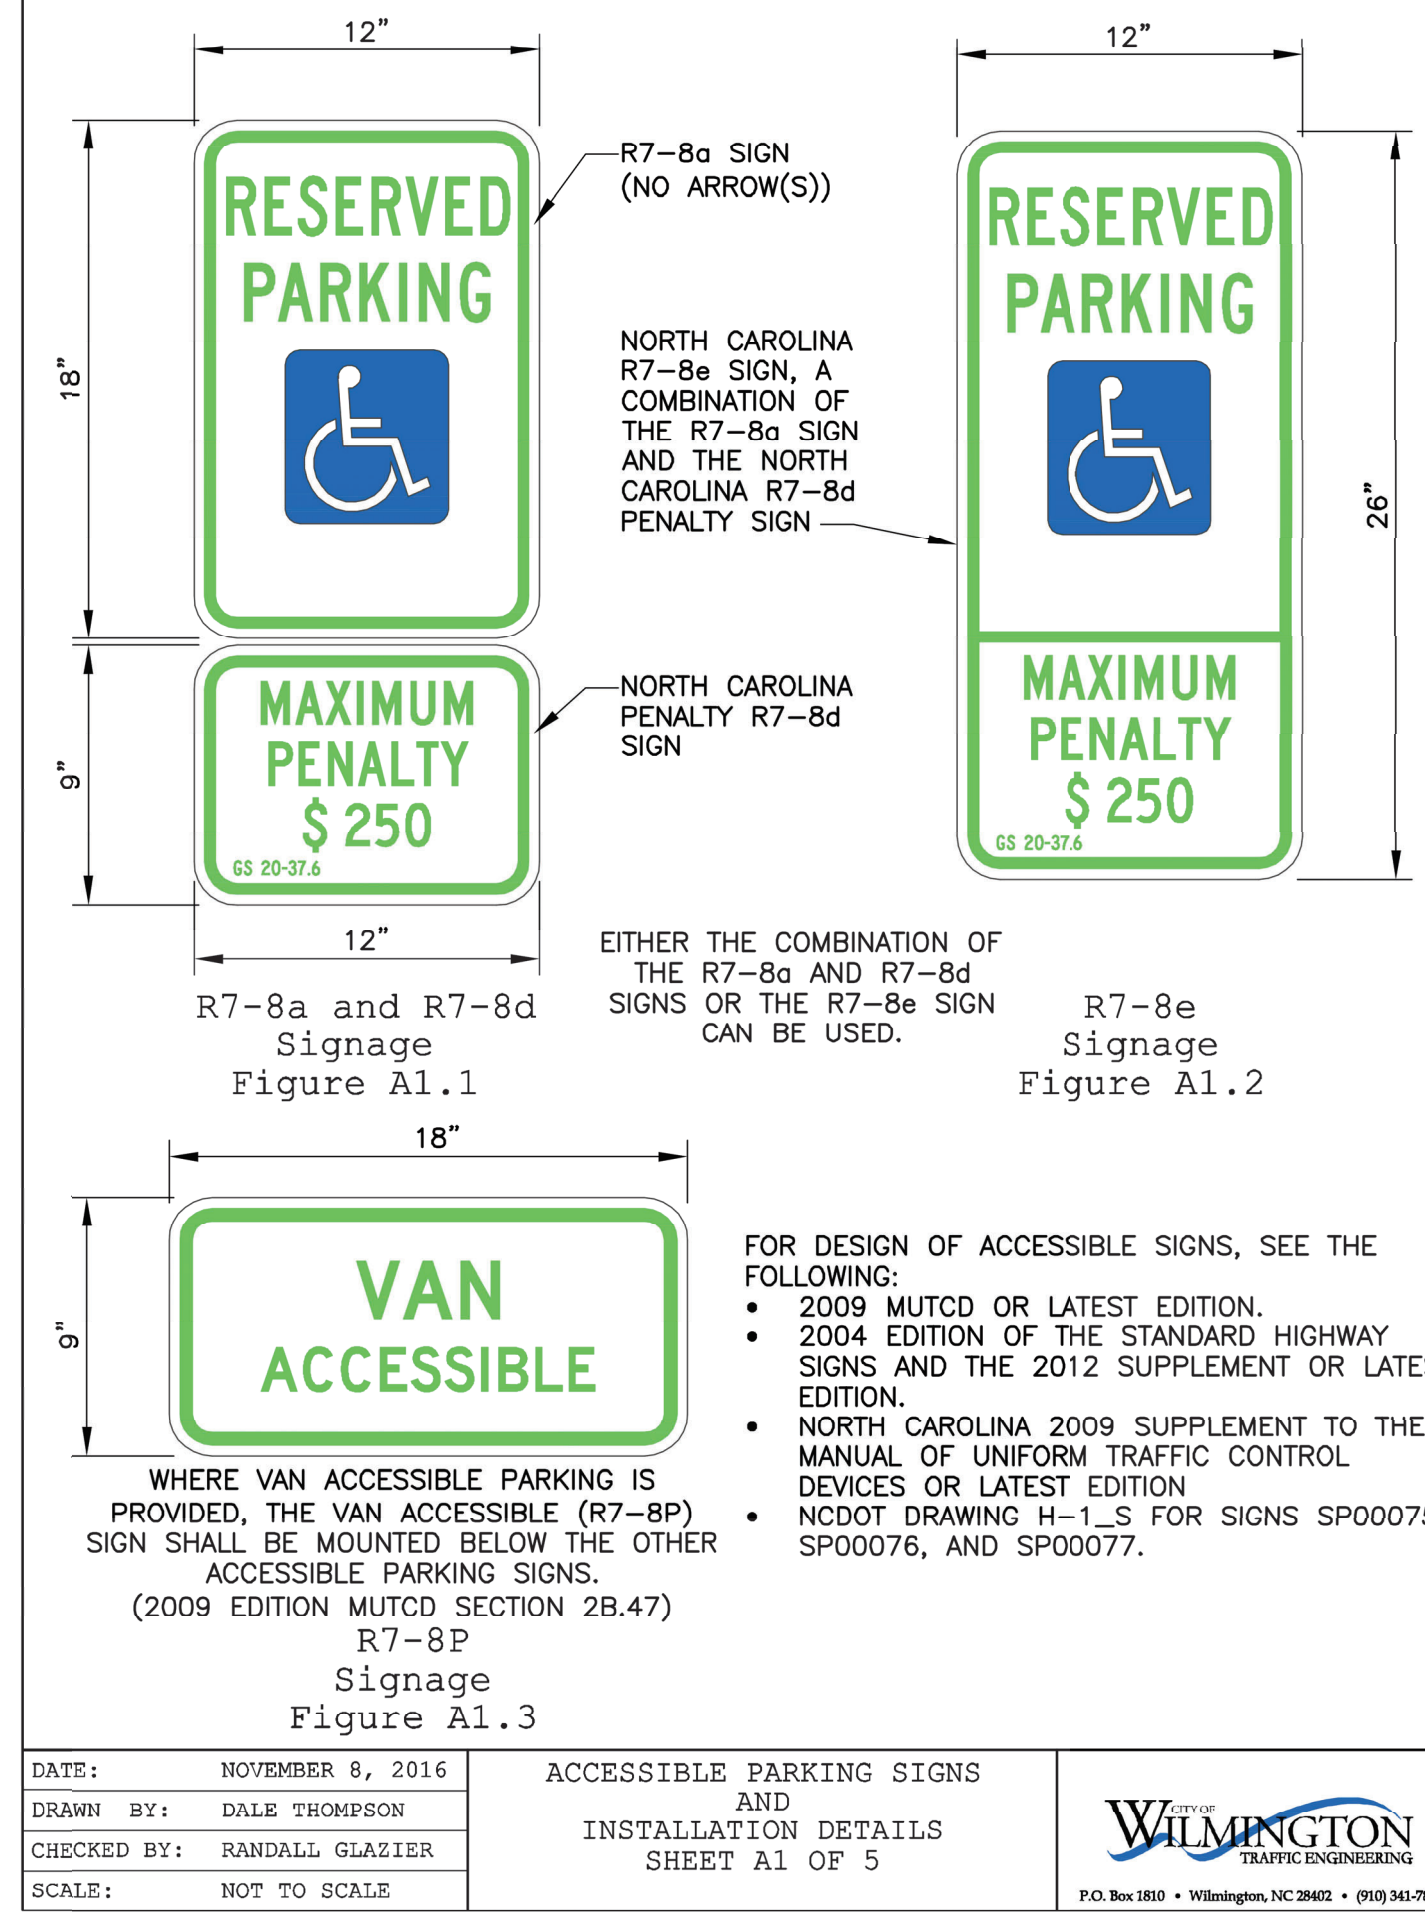 12”
12”
RESERVED
PARKING
18”
R7-8a SIGN
(NO ARROW(S))
NORTH CAROLINA
R7-8e SIGN, A
COMBINATION OF
THE R7-8a SIGN
AND THE NORTH
CAROLINA R7-8d
PENALTY SIGN
RESERVED
PARKING
26”
MAXIMUM
PENALTY
$ 250
GS 20-37.6
9”
12”
NORTH CAROLINA
PENALTY R7-8d
SIGN
MAXIMUM
PENALTY
$ 250
GS 20-37.6
EITHER THE COMBINATION OF
THE R7-8a AND R7-8d
SIGNS OR THE R7-8e SIGN
CAN BE USED.
R7-8a and R7-8d
Signage
Figure A1.1
R7-8e
Signage
Figure A1.2
18”
9”
VAN
ACCESSIBLE
WHERE VAN ACCESSIBLE PARKING IS
PROVIDED, THE VAN ACCESSIBLE (R7-8P)
SIGN SHALL BE MOUNTED BELOW THE OTHER
ACCESSIBLE PARKING SIGNS.
(2009 EDITION MUTCD SECTION 2B.47)
R7-8P
Signage
Figure A1.3
FOR DESIGN OF ACCESSIBLE SIGNS, SEE THE
FOLLOWING:
• 2009 MUTCD OR LATEST EDITION.
• 2004 EDITION OF THE STANDARD HIGHWAY
SIGNS AND THE 2012 SUPPLEMENT OR
EDITION.
• NORTH CAROLINA 2009 SUPPLEMENT TO THE
MANUAL OF UNIFORM TRAFFIC CONTROL
DEVICES OR LATEST EDITION
• NCDOT DRAWING H-1_S FOR SIGNS
SP00076, AND SP00077.
DATE: NOVEMBER 8, 2016
DRAWN BY: DALE THOMPSON
CHECKED BY: RANDALL GLAZIER
SCALE: NOT TO SCALE
ACCESSIBLE PARKING SIGNS
AND
INSTALLATION DETAILS
SHEET A1 OF 5
CITY OF
WILMINGTON
TRAFFIC ENGINEERING
P.O. Box 1810 • Wilmington, NC 28402 • (910)